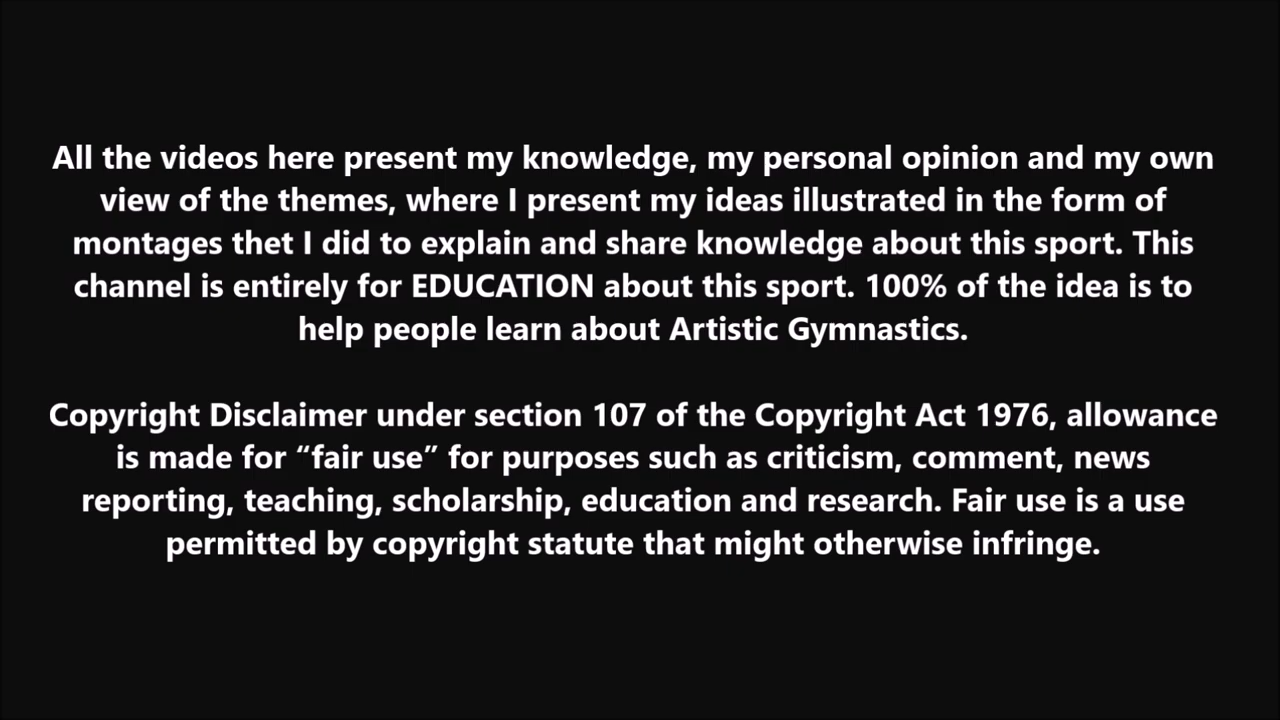 All the videos here present my knowledge, my personal opinion and my own
view of the themes, where I present my ideas illustrated in the form of
montages thet I did to explain and share knowledge about this sport. This
channel is entirely for EDUCATION about this sport. 100% of the idea is to
help people learn about Artistic Gymnastics.
Copyright Disclaimer under section 107 of the Copyright Act 1976, allowance
is made for “fair use” for purposes such as criticism, comment, news
reporting, teaching, scholarship, education and research. Fair use is a use
permitted by copyright statute that might otherwise infringe.